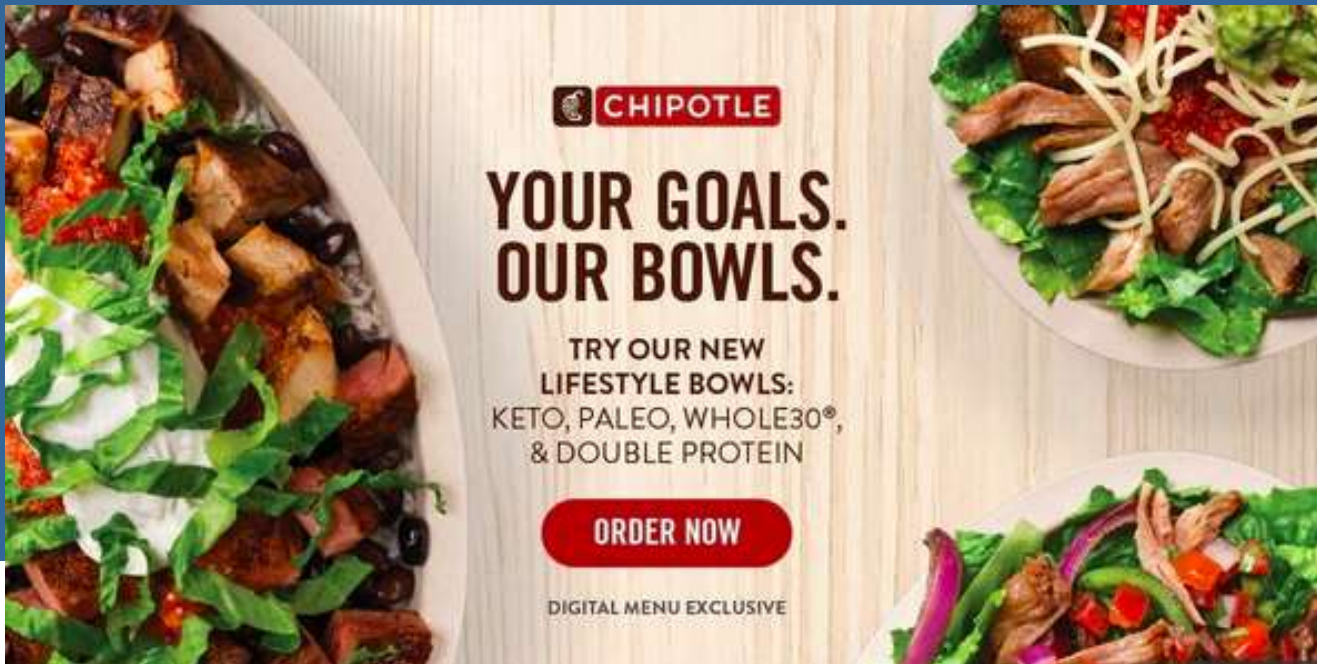 CHIPOTLE
YOUR GOALS.
OUR BOWLS.
TRY OUR NEW
LIFESTYLE BOWLS:
KETO, PALEO, WHOLE30®,
& DOUBLE PROTEIN
ORDER NOW
DIGITAL MENU EXCLUSIVE